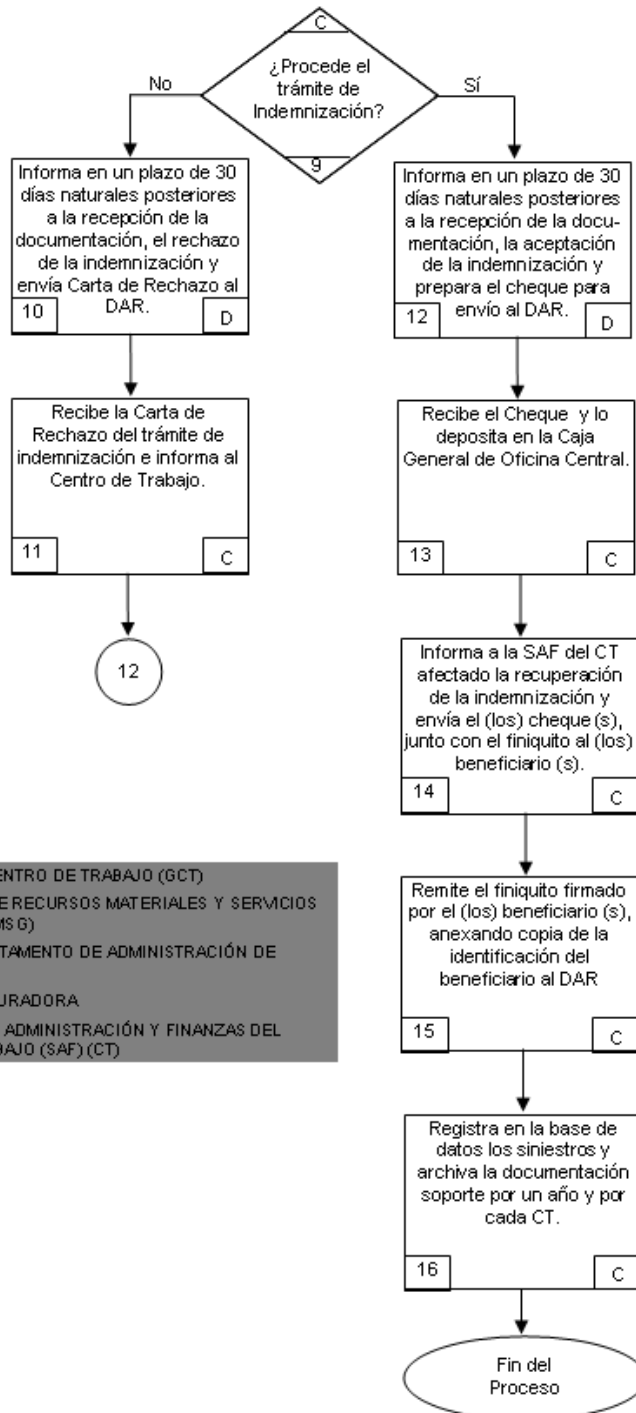 C
¿Procede el
trámite de
Indemnización?
9
No
Sí
Informa en un plazo de 30
días naturales posteriores
a la recepción de la
documentación, el rechazo
de la indemnización y
envía Carta de Rechazo al
DAR.
10
D
Recibe la Carta de
Rechazo del trámite de
indemnización e informa al
Centro de Trabajo.
11
C
12
Informa en un plazo de 30
días naturales posteriores
a la recepción de la docu-
mentación, la aceptación
de la indemnización y
prepara el cheque para
envío al DAR.
12
D
Recibe el Cheque y lo
deposita en la Caja
General de Oficina Central.
13
C
Informa a la SAF del CT
afectado la recuperación
de la indemnización y
envía el (los) cheque (s),
junto con el finiquito al (los)
beneficiario (s).
14
C
Remite el finiquito firmado
por el (los) beneficiario (s),
anexando copia de la
identificación del
beneficiario al DAR
15
C
Registra en la base de
datos los siniestros y
archiva la documentación
soporte por un año y por
cada CT.
16
C
Fin del
Proceso
ENTRO DE TRABAJO (GCT)
E RECURSOS MATERIALES Y SERVICIOS
MSG)
TAMENTO DE ADMINISTRACIÓN DE
URADORA
ADMINISTRACIÓN Y FINANZAS DEL
BAJO (SAF) (CT)